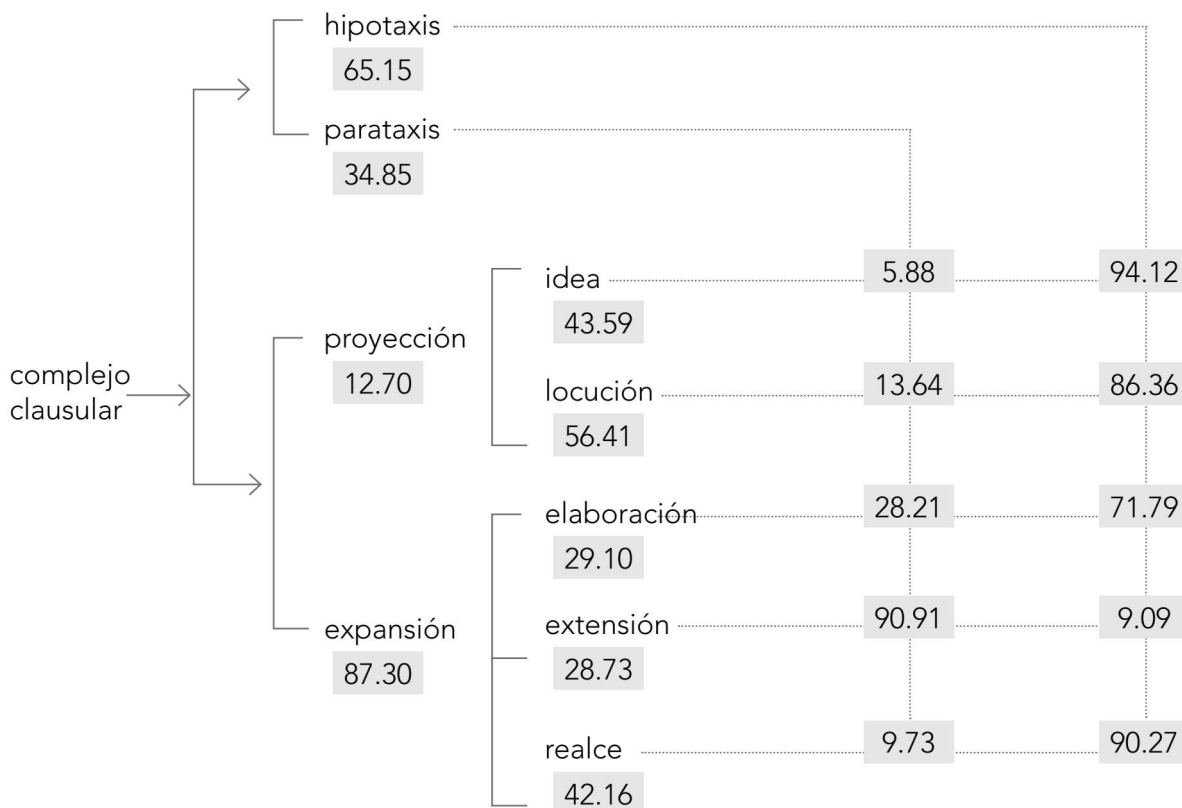 hipotaxis
65.15
parataxis
34.85
idea 5.88 94.12
43.59
proyección
12.70
complejo
clausular
locución 13.64 86.36
56.41
elaboración 28.21 71.79
29.10
expansión
87.30
extensión 90.91 9.09
28.73
realce 9.73 90.27
42.16